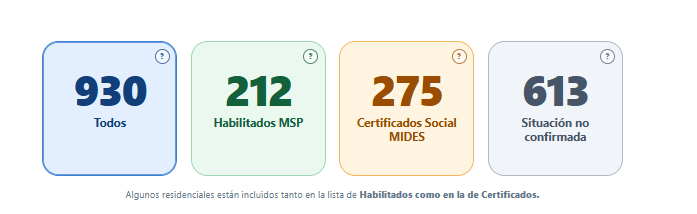 ? ? ? ?
930 212 275 613
Todos Habilitados MSP Certificados Social Situación no
MIDES confirmada
Algunos residenciales están incluidos tanto en la lista de Habilitados como en la de Certificados.